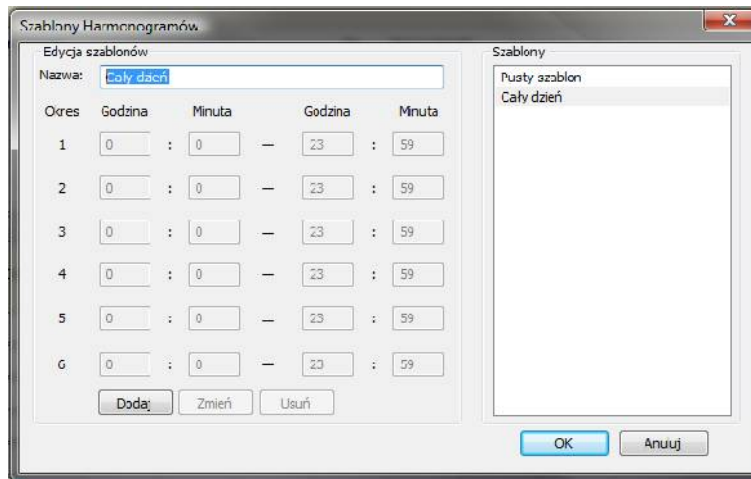 Szablony Harmonogramów
Edycja szablonów
Nazwa: Cały dzień
Okres Godzina Minuta Godzina Minuta
1 0 : 0 — 23 : 59
2 0 : 0 — 23 : 59
3 0 : 0 — 23 : 59
4 0 : 0 — 23 : 59
5 0 : 0 — 23 : 59
6 0 : 0 — 23 : 59
Dodaj Zmień Usuń
Szablony
Pusty szablon
Cały dzień
OK Anuluj